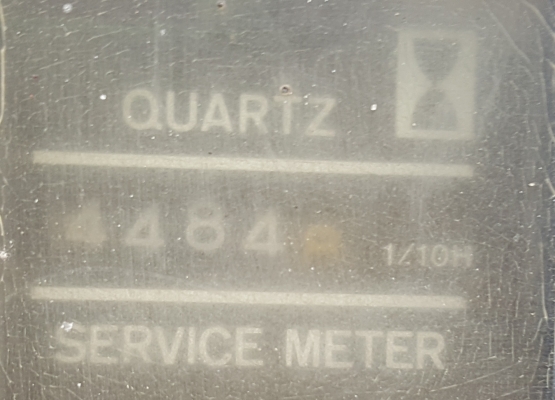 QUARTZ
4484 1/10H
SERVICE METER